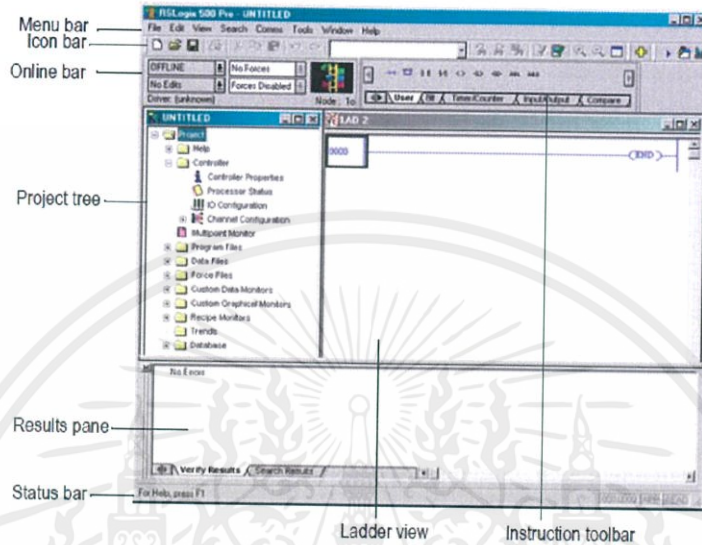 RSLogix 500 Pro - UNTITLED
Menu bar
File Edit View Search Comms Tools Window Help
Icon bar
Online bar
OFFLINE No Forces
No Edits Forces Disabled
Driver: (unknown) Node: 1o
User Bit Timer/Counter Input/Output Compare
UNTITLED
LAD 2
Project
Help
Controller
Controller Properties
Processor Status
IO Configuration
Channel Configuration
Multipoint Monitor
Program Files
Data Files
Force Files
Custom Data Monitors
Custom Graphical Monitors
Recipe Monitors
Trends
Database
0000
END
Project tree
No Errors
Results pane
Verify Results Search Results
Status bar
For Help, press F1
Ladder view
Instruction toolbar